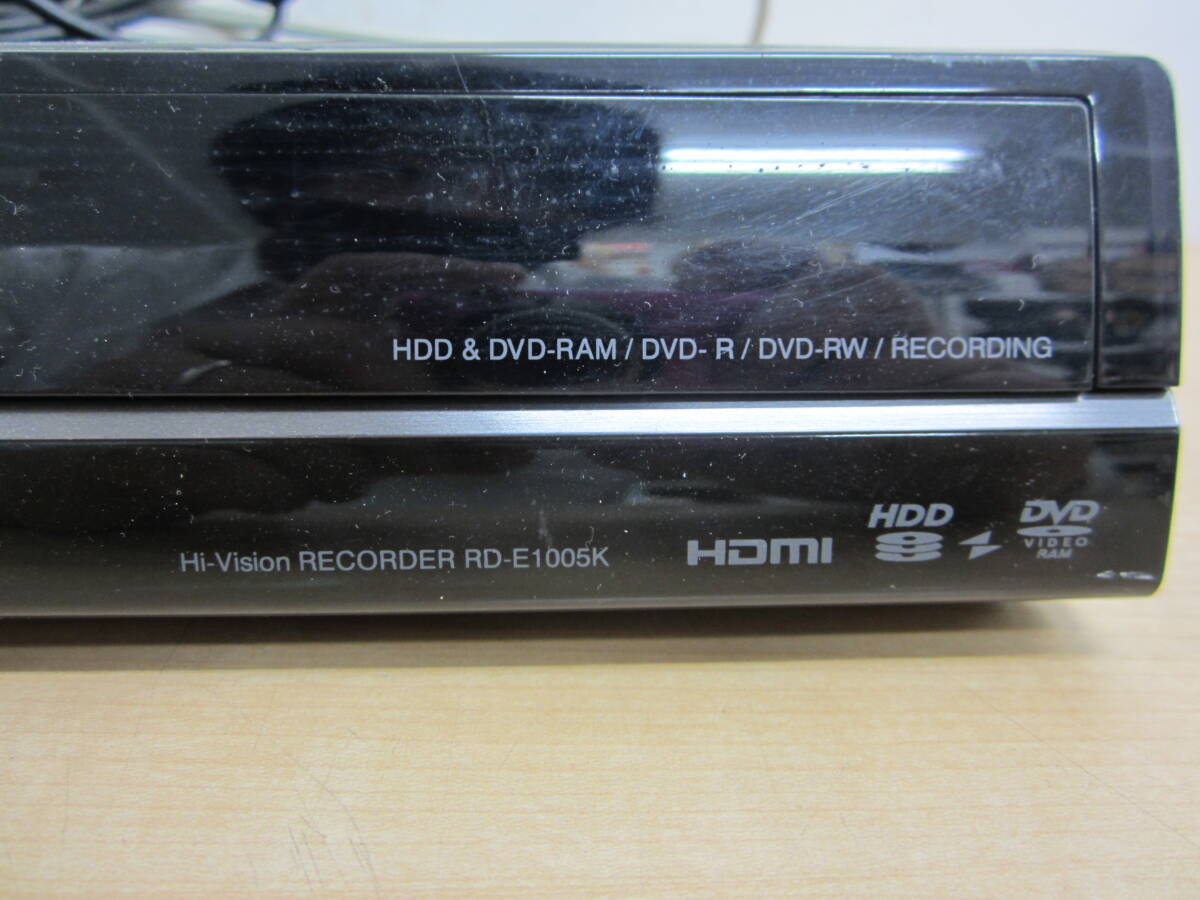 HDD & DVD-RAM / DVD- R / DVD-RW / RECORDING
Hi-Vision RECORDER RD-E1005K
HDMI
HDD
DVD
VIDEO
RAM